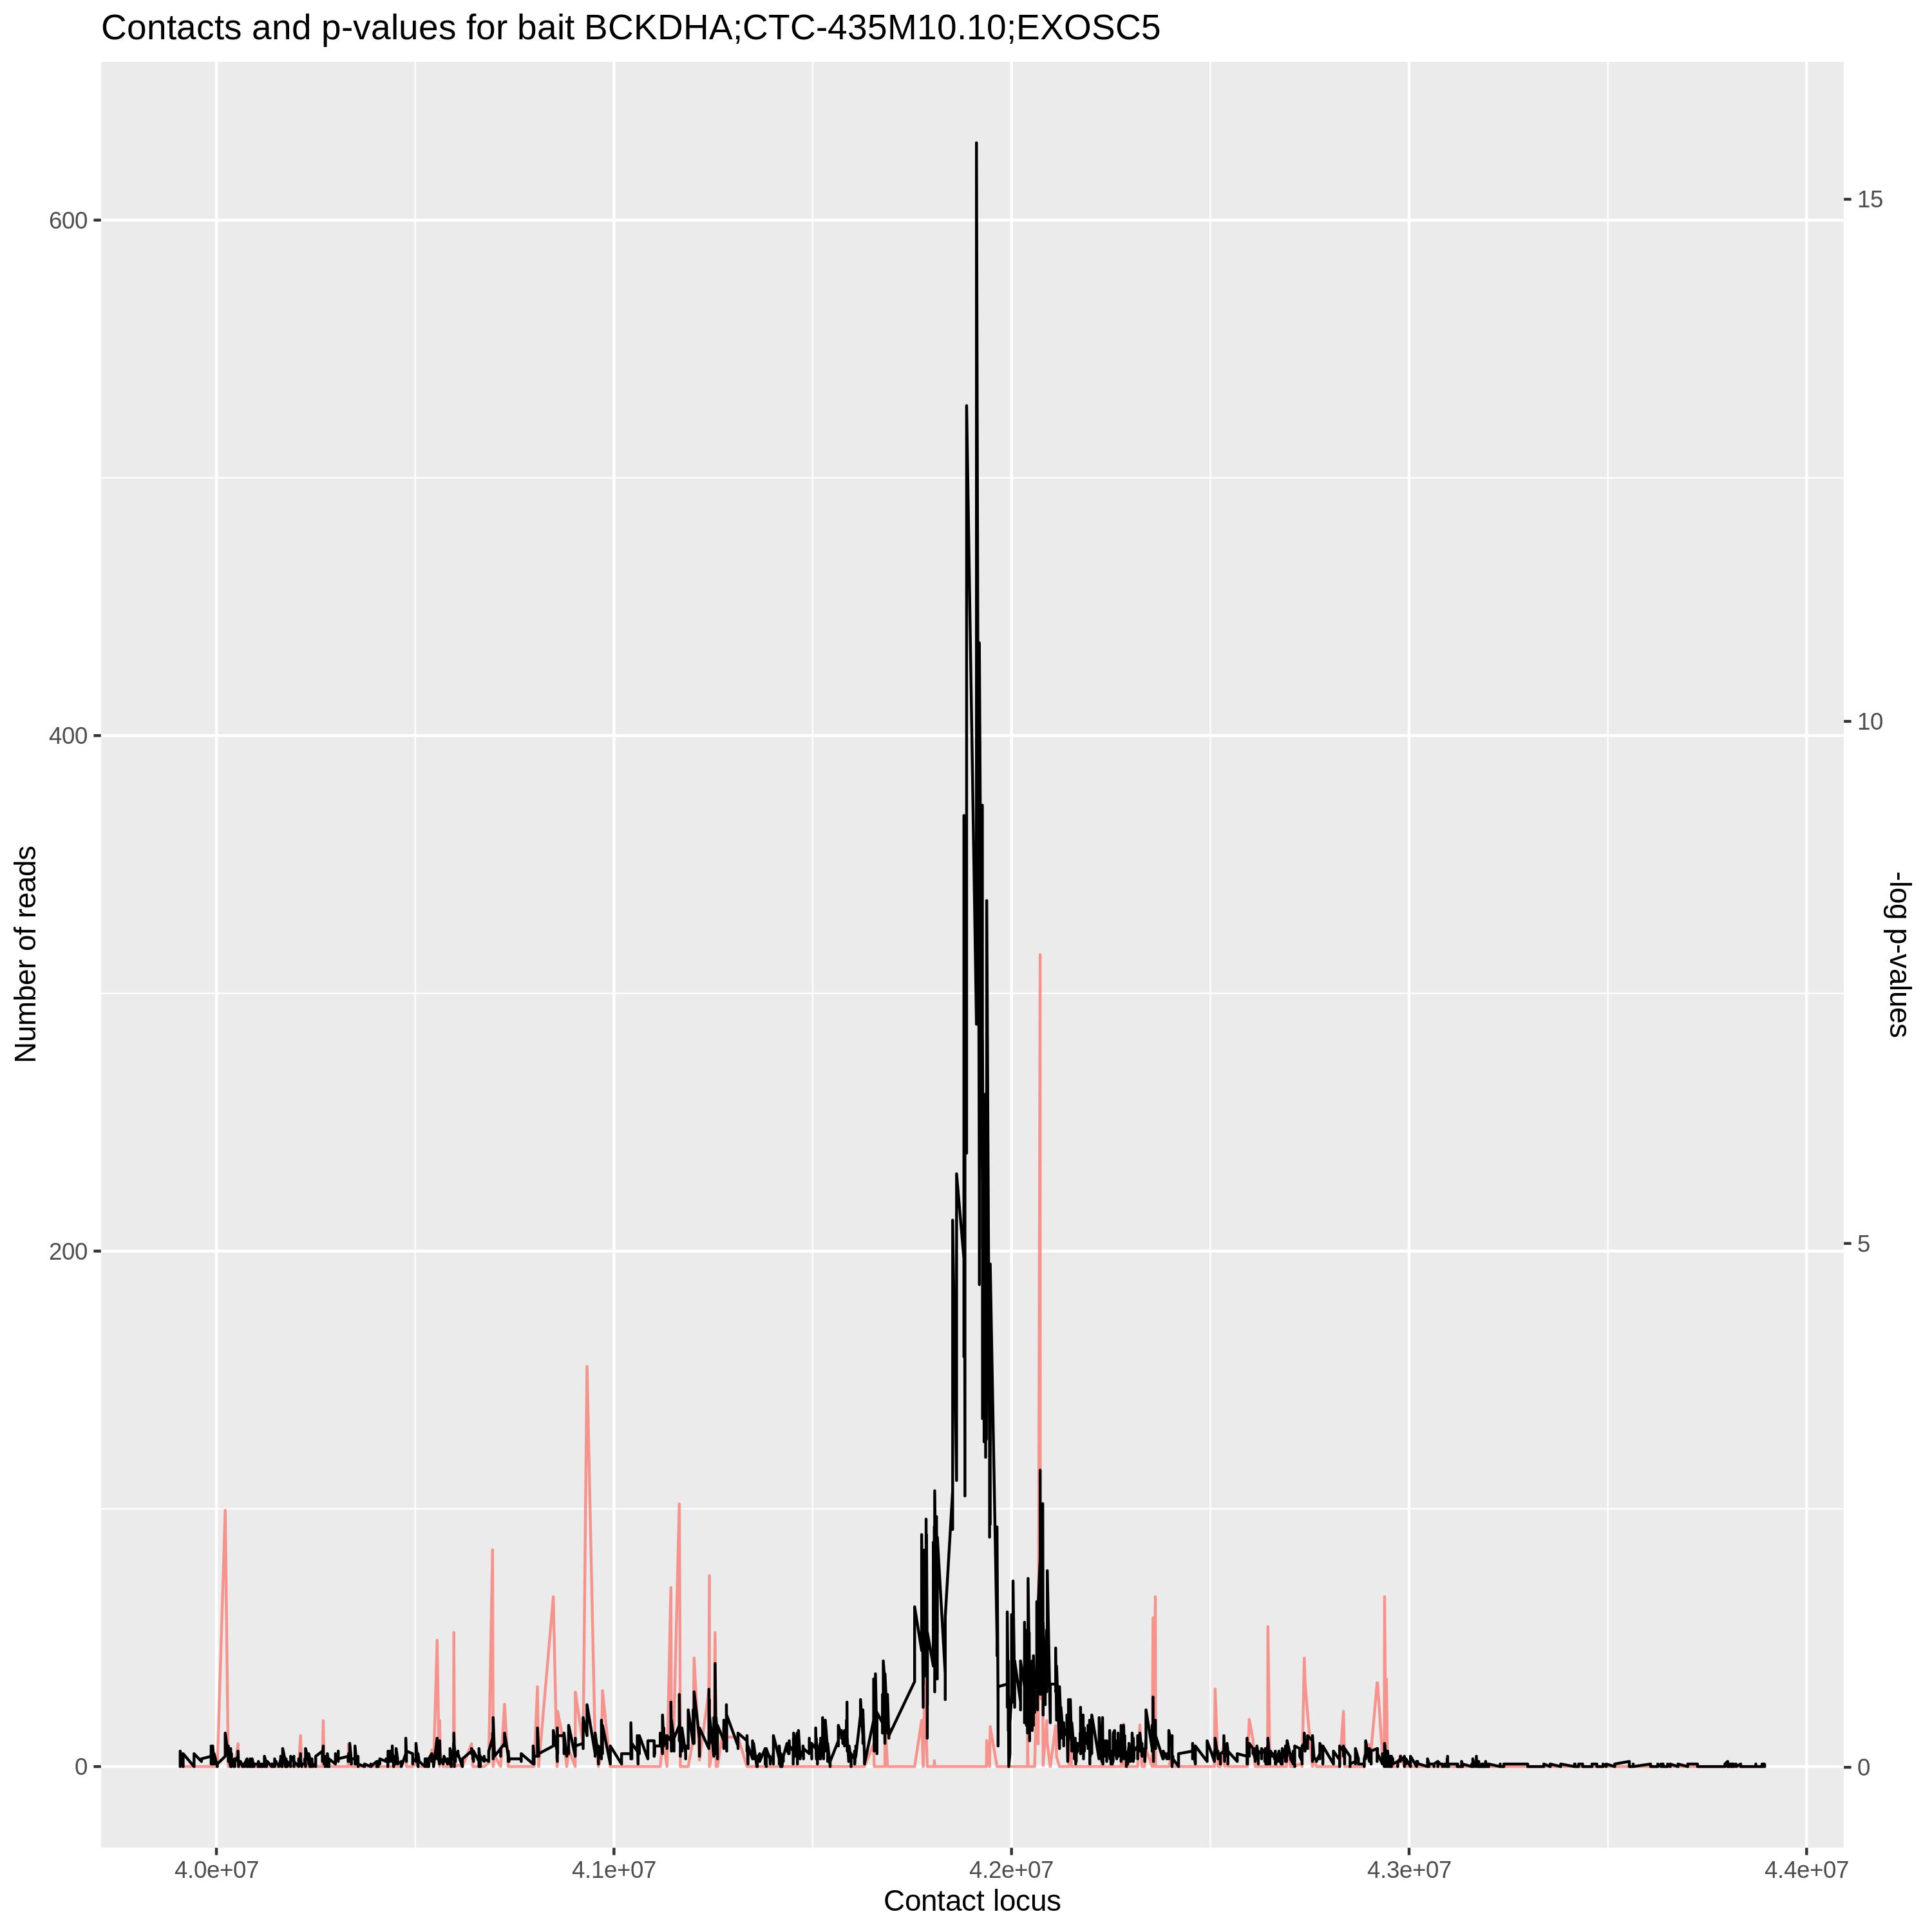 Contacts and p-values for bait BCKDHA;CTC-435M10.10;EXOSC5
600
400
200
0
Number of reads
15
10
5
0
-log p-values
4.0e+07 4.1e+07 4.2e+07 4.3e+07 4.4e+07
Contact locus